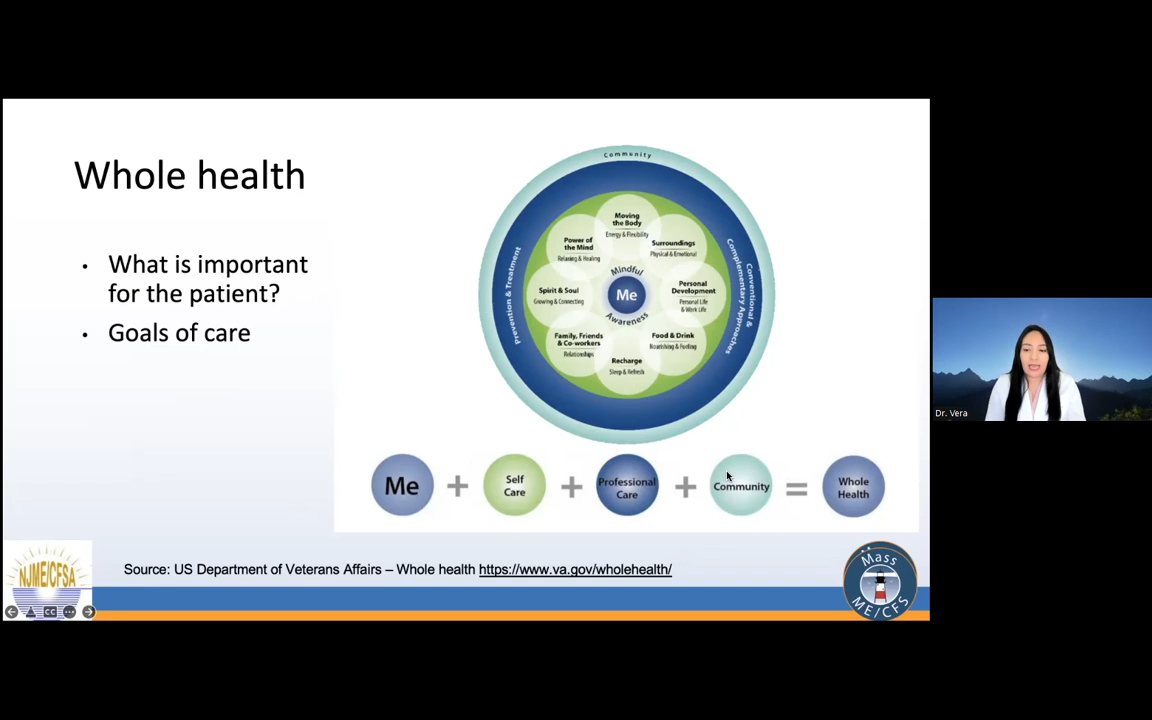 Whole health
What is important
for the patient?
Goals of care
Community
Prevention & Treatment
Conventional &
Complementary Approaches
Moving
the Body
Energy & Flexibility
Surroundings
Physical & Emotional
Personal
Development
Personal Life
& Work Life
Food & Drink
Nourishing & Fueling
Recharge
Sleep & Refresh
Family, Friends
& Co-workers
Relationships
Spirit & Soul
Growing & Connecting
Power of
the Mind
Relaxing & Healing
Mindful
Me
Awareness
Me + Self Care + Professional Care + Community = Whole Health
Dr. Vera
Source: US Department of Veterans Affairs – Whole health https://www.va.gov/wholehealth/
NJME/CFSA
Mass
ME/CFS
CC